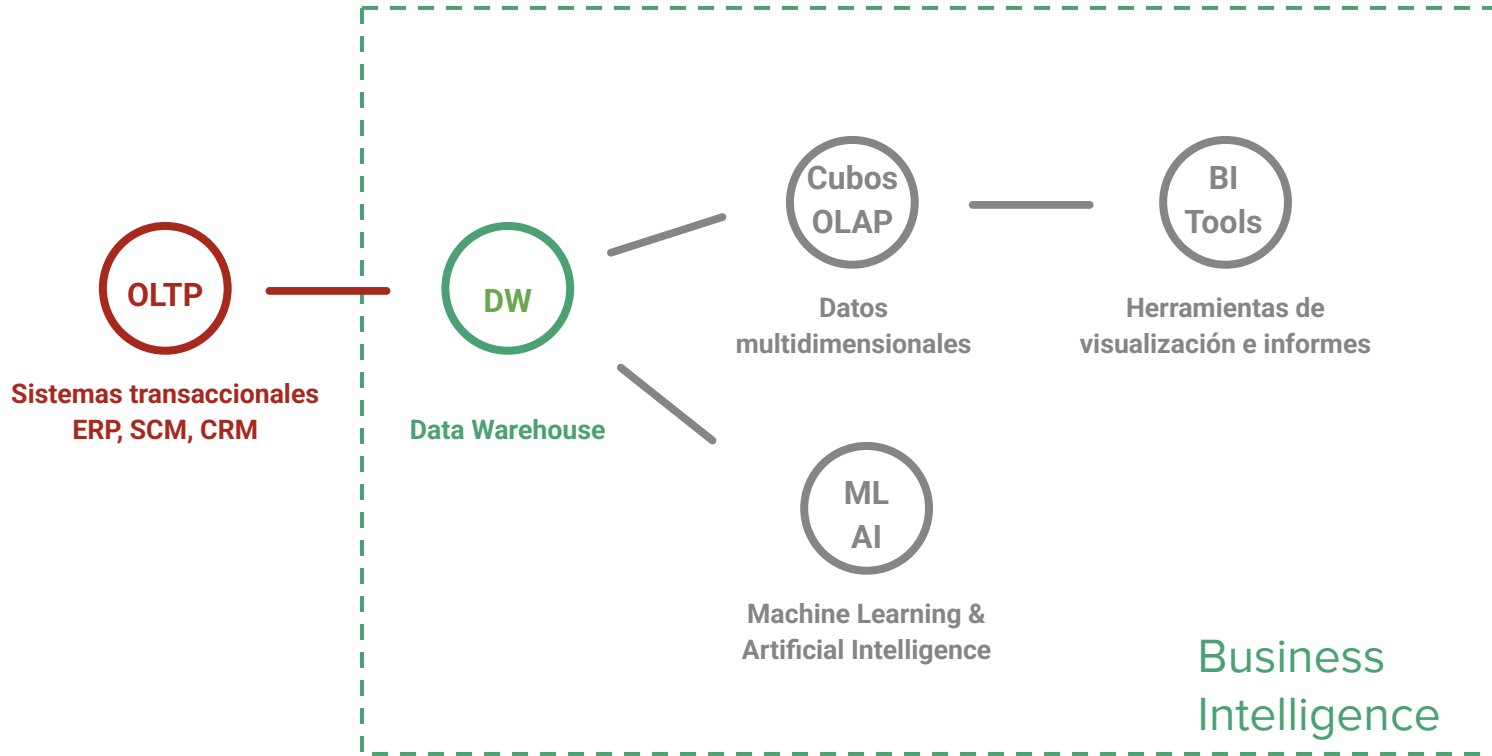 OLTP
Sistemas transaccionales
ERP, SCM, CRM
DW
Data Warehouse
Cubos
OLAP
Datos
multidimensionales
BI
Tools
Herramientas de
visualización e informes
ML
AI
Machine Learning &
Artificial Intelligence
Business
Intelligence